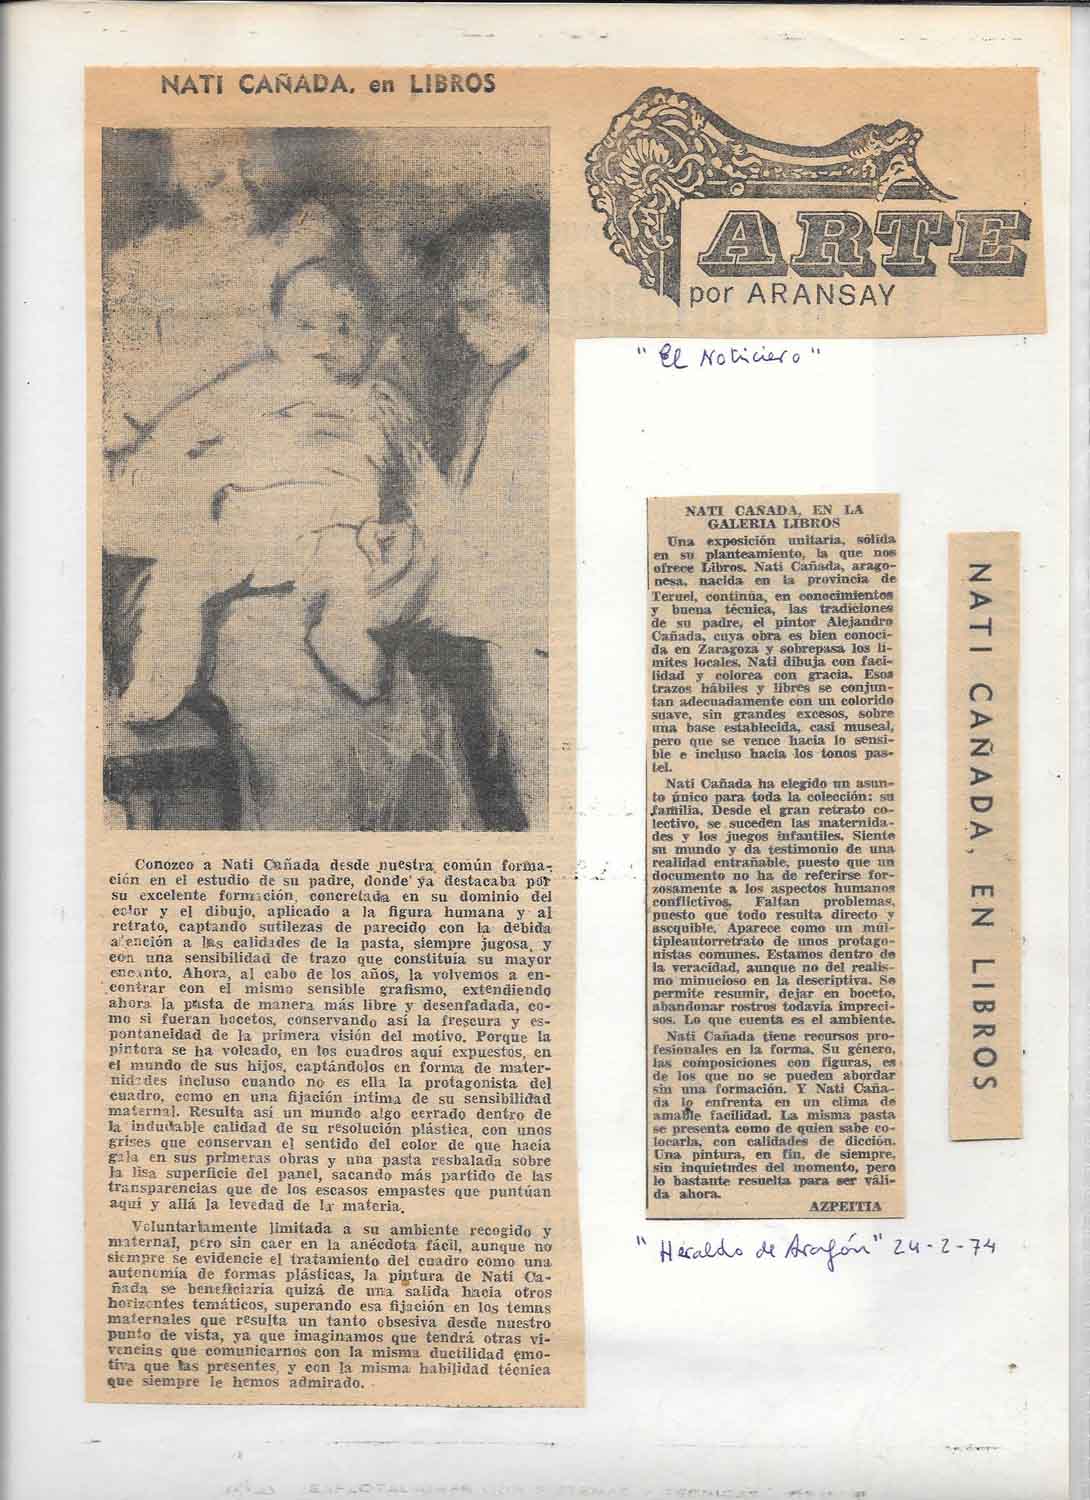 NATI CAÑADA, en LIBROS
ARTE
por ARANSAY
"El Noticiero"
Conozco a Nati Cañada desde nuestra común forma-
ción en el estudio de su padre, donde ya destacaba por
su excelente formación, concretada en su dominio del
color y el dibujo, aplicado a la figura humana y al
retrato, captando sutilezas de parecido con la debida
atención a las calidades de la pasta, siempre jugosa, y
con una sensibilidad de trazo que constituía su mayor
encanto. Ahora, al cabo de los años, la volvemos a en-
contrar con el mismo sensible grafismo, extendiendo
ahora la pasta de manera más libre y desenfadada, co-
mo si fueran bocetos, conservando así la frescura y es-
pontaneidad de la primera visión del motivo. Porque la
pintora se ha volcado, en los cuadros aquí expuestos, en
el mundo de sus hijos, captándolos en forma de mater-
nidades incluso cuando no es ella la protagonista del
cuadro, como en una fijación íntima de su sensibilidad
maternal. Resulta así un mundo algo cerrado dentro de
la indudable calidad de su resolución plástica, con unos
grises que conservan el sentido del color de que hacía
gala en sus primeras obras y una pasta resbalada sobre
la lisa superficie del panel, sacando más partido de las
transparencias que de los escasos empastes que puntúan
aquí y allá la levedad de la materia.
Voluntariamente limitada a su ambiente recogido y
maternal, pero sin caer en la anécdota fácil, aunque no
siempre se evidencie el tratamiento del cuadro como una
autonomía de formas plásticas, la pintura de Nati Ca-
ñada se beneficiaría quizá de una salida hacia otros
horizontes temáticos, superando esa fijación en los temas
maternales que resulta un tanto obsesiva desde nuestro
punto de vista, ya que imaginamos que tendrá otras vi-
vencias que comunicarnos con la misma ductilidad emo-
tiva que las presentes, y con la misma habilidad técnica
que siempre le hemos admirado.
NATI CAÑADA, EN LA
GALERIA LIBROS
Una exposición unitaria, sólida
en su planteamiento, la que nos
ofrece Libros. Nati Cañada, arago-
nesa, nacida en la provincia de
Teruel, continúa, en conocimientos
y buena técnica, las tradiciones
de su padre, el pintor Alejandro
Cañada, cuya obra es bien conoci-
da en Zaragoza y sobrepasa los lí-
mites locales. Nati dibuja con faci-
lidad y colorea con gracia. Esos
trazos hábiles y libres se conjun-
tan adecuadamente con un colorido
suave, sin grandes excesos, sobre
una base establecida, casi museal,
pero que se vence hacia lo sensi-
ble e incluso hacia los tonos pas-
tel.
Nati Cañada ha elegido un asun-
to único para toda la colección: su
familia. Desde el gran retrato co-
lectivo, se suceden las maternida-
des y los juegos infantiles. Siente
su mundo y da testimonio de una
realidad entrañable, puesto que un
documento no ha de referirse for-
zosamente a los aspectos humanos
conflictivos. Faltan problemas,
puesto que todo resulta directo y
asequible. Aparece como un múl-
tipleautorretrato de unos protago-
nistas comunes. Estamos dentro de
la veracidad, aunque no del realis-
mo minucioso en la descriptiva. Se
permite resumir, dejar en boceto,
abandonar rostros todavía impreci-
sos. Lo que cuenta es el ambiente.
Nati Cañada tiene recursos pro-
fesionales en la forma. Su género,
las composiciones con figuras, es
de los que no se pueden abordar
sin una formación. Y Nati Caña-
da lo enfrenta en un clima de
amable facilidad. La misma pasta
se presenta como de quien sabe co-
locarla, con calidades de dicción.
Una pintura, en fin, de siempre,
sin inquietudes del momento, pero
lo bastante resuelta para ser váli-
da ahora.
AZPEITIA
"Heraldo de Aragón" 24-2-74
NATI CAÑADA, EN LIBROS